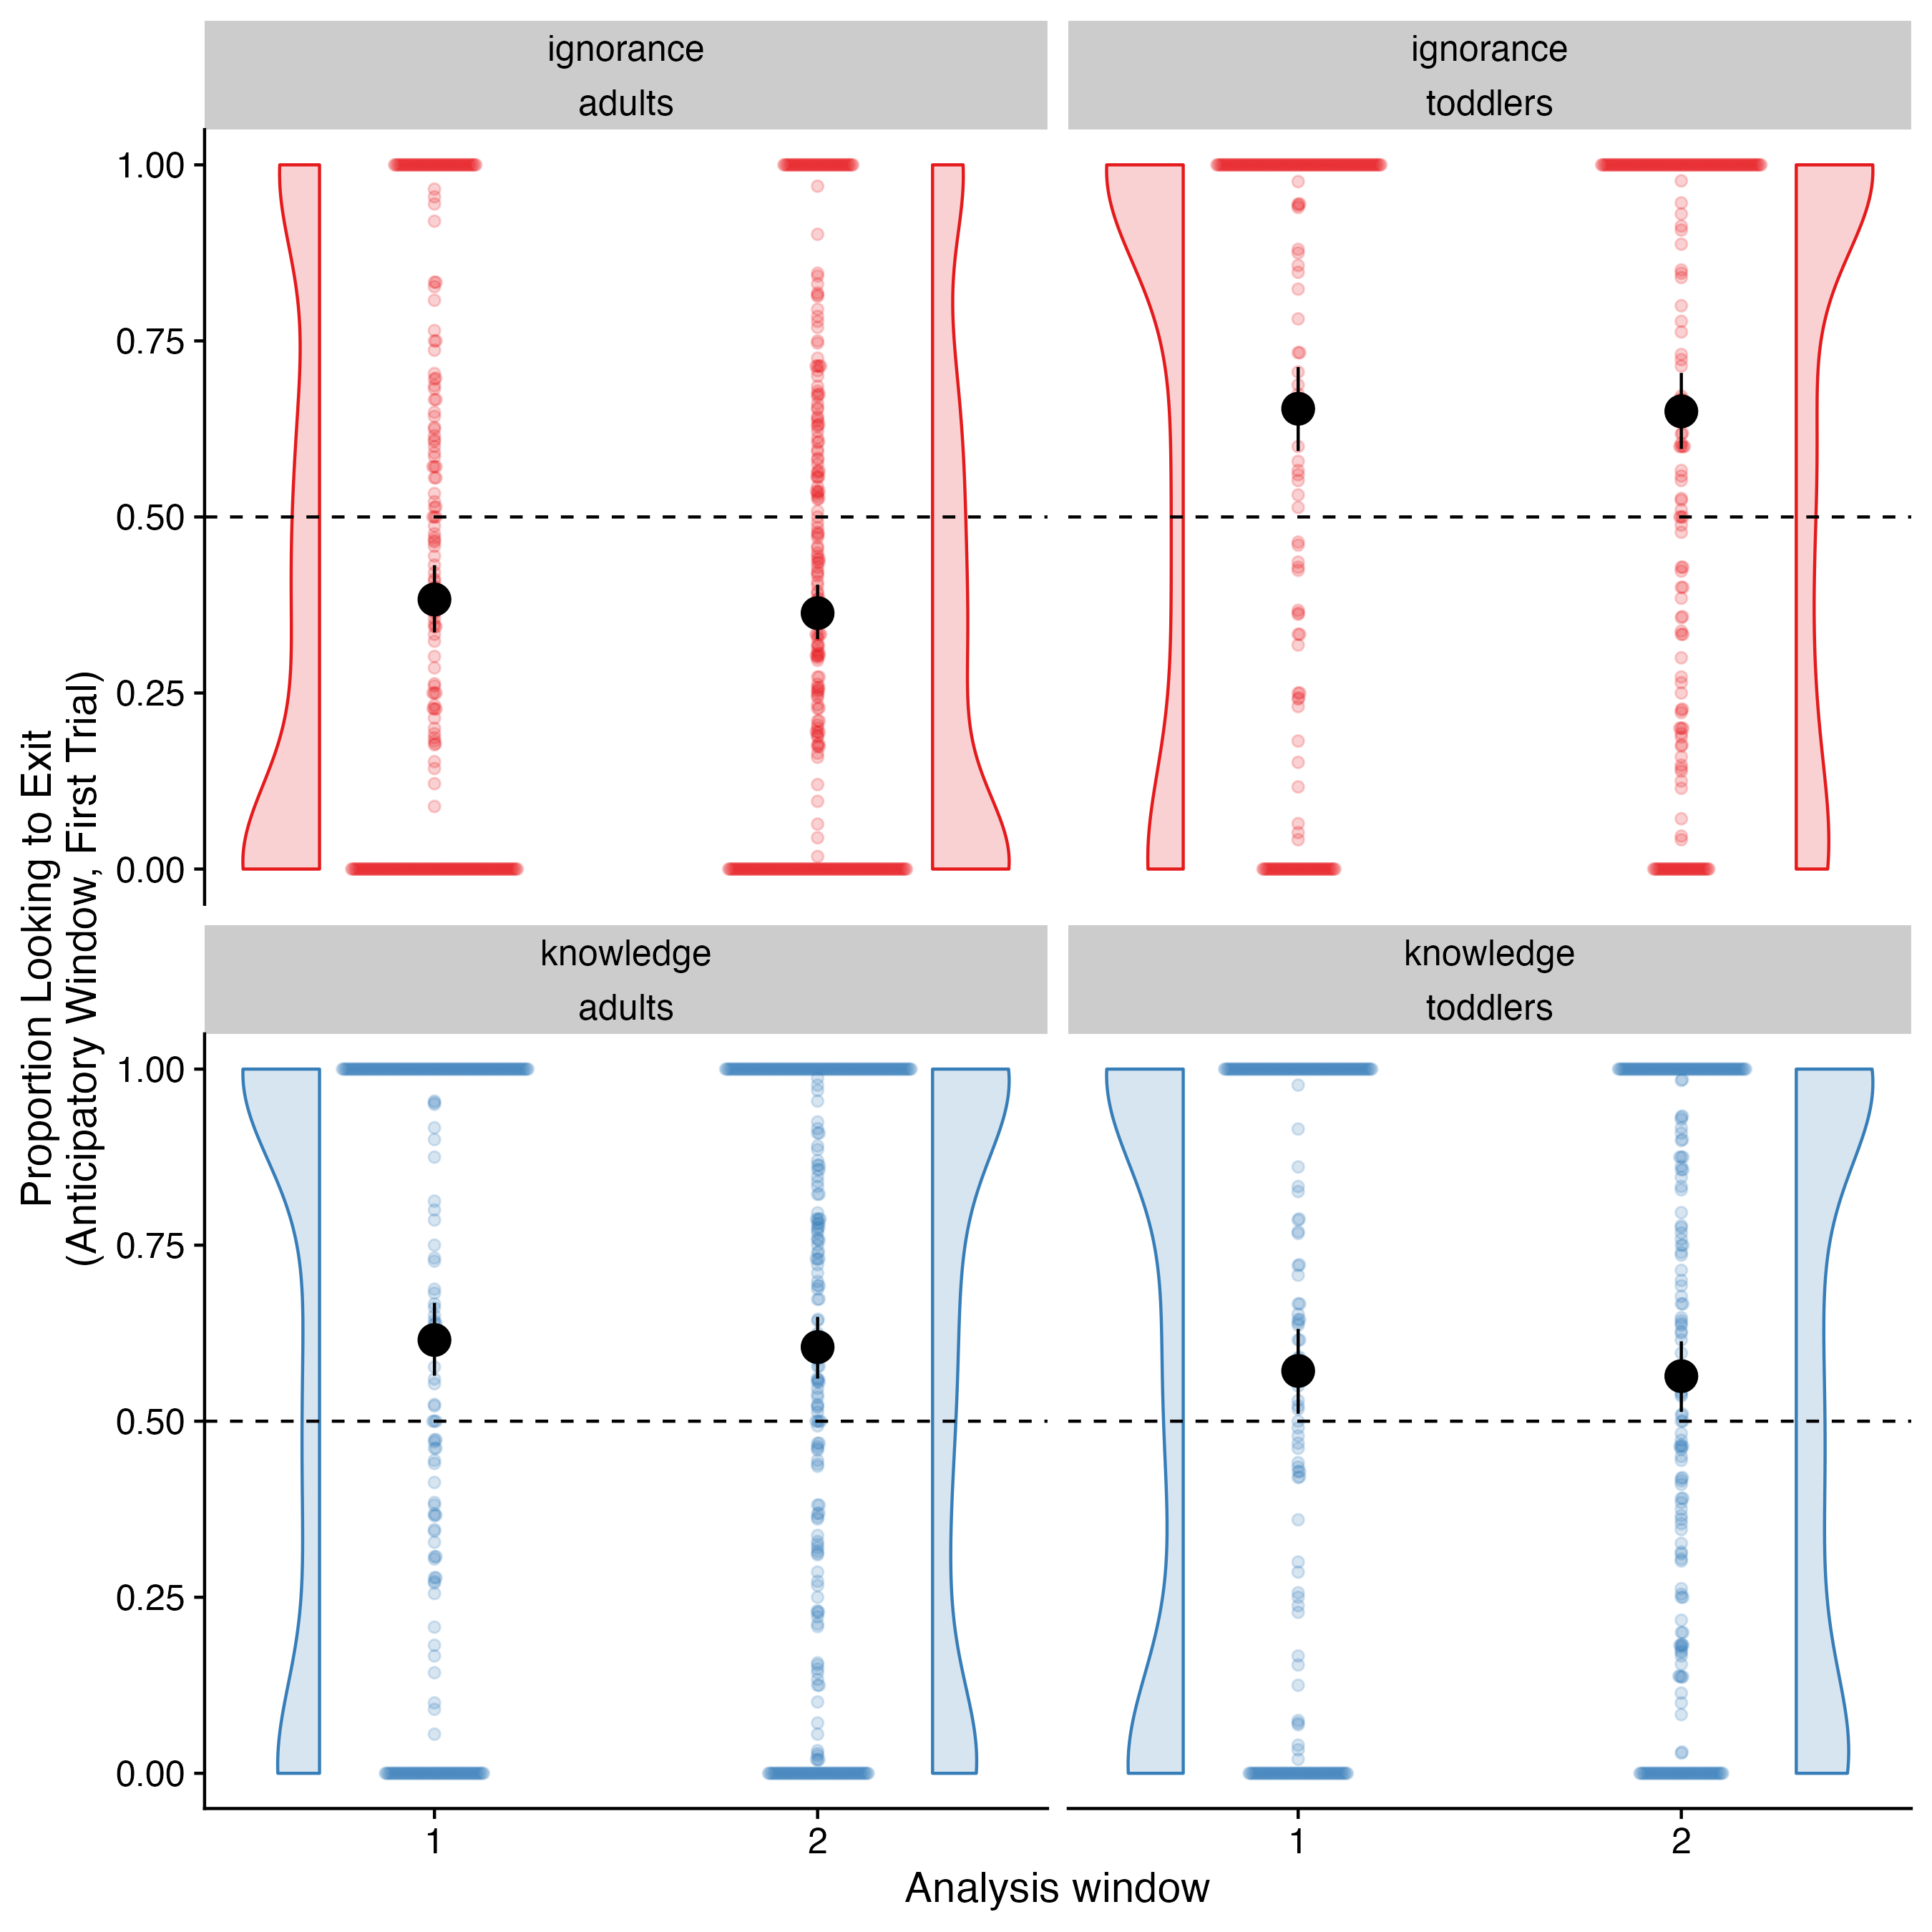 ignorance
adults
ignorance
toddlers
1.00
0.75
0.50
0.25
0.00
knowledge
adults
knowledge
toddlers
1.00
0.75
0.50
0.25
0.00
1
2
1
2
Analysis window
Proportion Looking to Exit
(Anticipatory Window, First Trial)